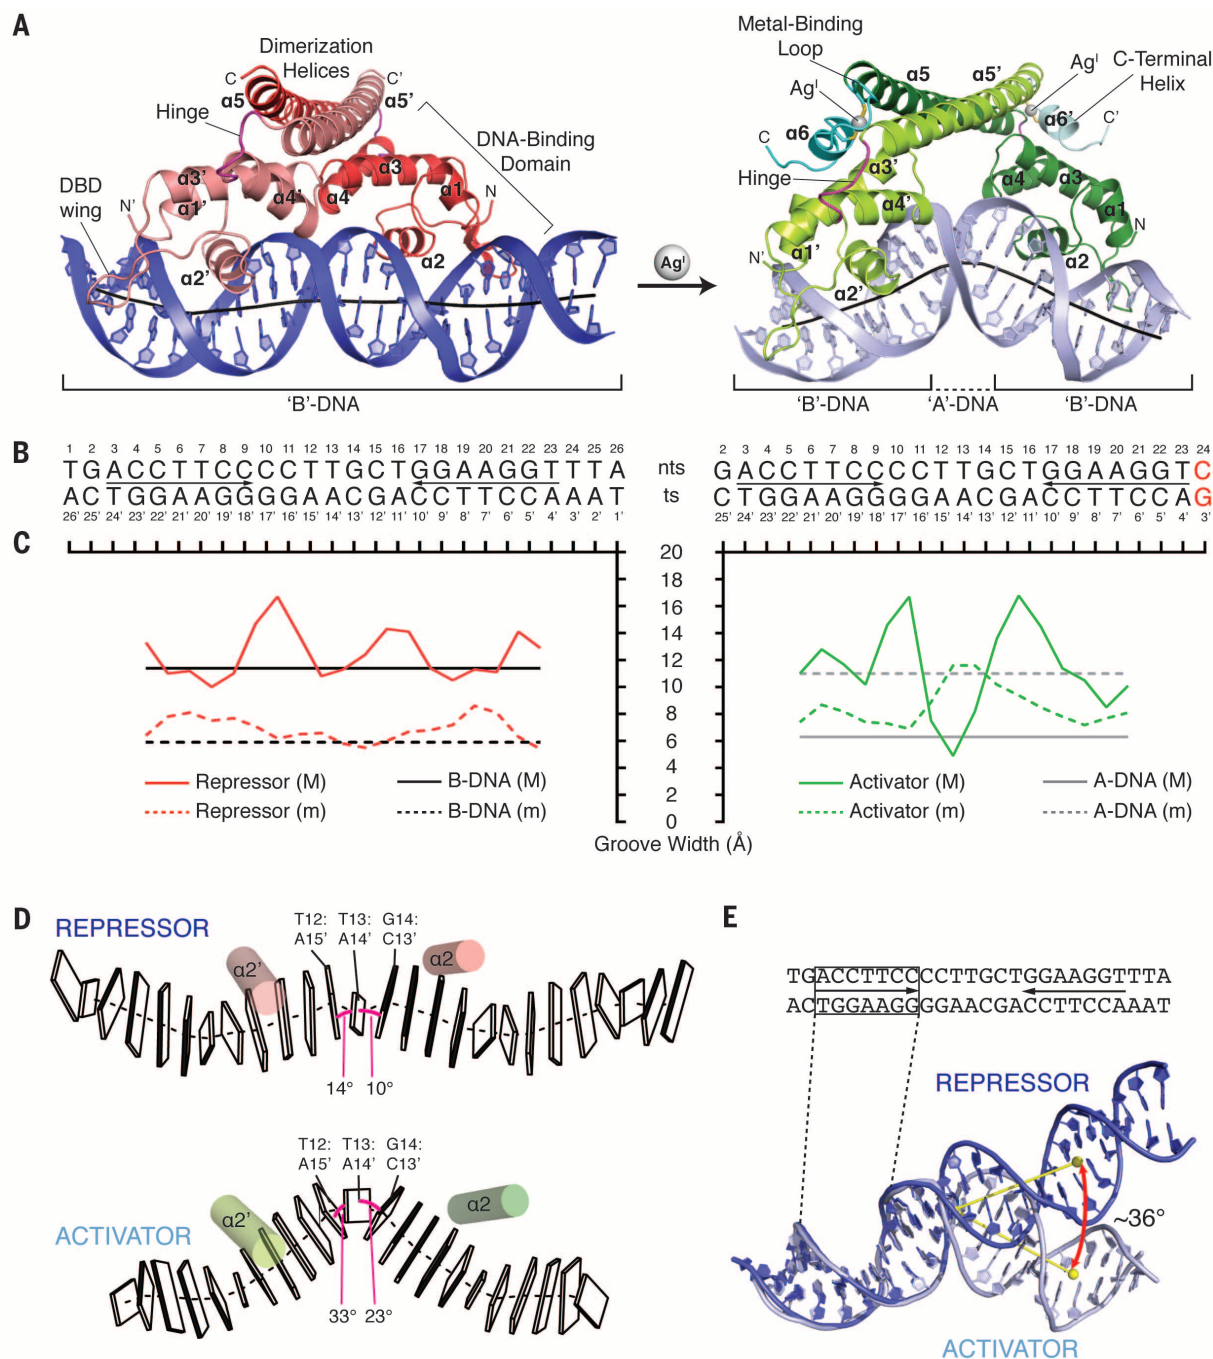 A
Dimerization
Helices
C
C'
α5
α5'
Hinge
DNA-Binding
Domain
α3'
α3
α1'
α4'
α4
α1
N
DBD
wing
N'
α2'
α2
'B'-DNA
Ag^I
Metal-Binding
Loop
α5
α5'
Ag^I
Ag^I
C-Terminal
Helix
α6
α6'
C'
C
α3'
Hinge
α4
α3
α4'
α1
N
α1'
N'
α2
α2'
'B'-DNA
'A'-DNA
'B'-DNA
B
1 2 3 4 5 6 7 8 9 10 11 12 13 14 15 16 17 18 19 20 21 22 24 25 26
TGACCTTCCCCTTGCTGGAAGGTTTA
nts
ACTGGAAGGGGAACGACCTTCCAAAT
ts
26' 25' 24' 23' 22' 21' 20' 19' 18' 17' 16' 15' 14' 13' 12' 11' 10' 9' 8' 7' 6' 5' 4' 3' 2' 1'
2 3 4 5 6 7 8 9 10 11 12 13 14 15 16 17 18 19 20 21 22 23 24
GACCTTCCCCTTGCTGGAAGGTC
CTGGAAGGGGAACGACCTTCCAG
25' 24' 23' 22' 21' 20' 19' 18' 17' 16' 15' 14' 13' 12' 11' 10' 9' 8' 7' 6' 5' 4' 3'
C
20
18
16
14
12
10
8
6
4
2
0
Groove Width (Å)
Repressor (M)
B-DNA (M)
Repressor (m)
B-DNA (m)
Activator (M)
A-DNA (M)
Activator (m)
A-DNA (m)
D
REPRESSOR
T12:
A15'
T13:
A14'
G14:
C13'
α2'
α2
14°
10°
T12:
A15'
T13:
A14'
G14:
C13'
α2'
α2
ACTIVATOR
33°
23°
E
TGACCTTCCCCTTGCTGGAAGGTTTA
ACTGGAAGGGGAACGACCTTCCAAAT
REPRESSOR
~36°
ACTIVATOR